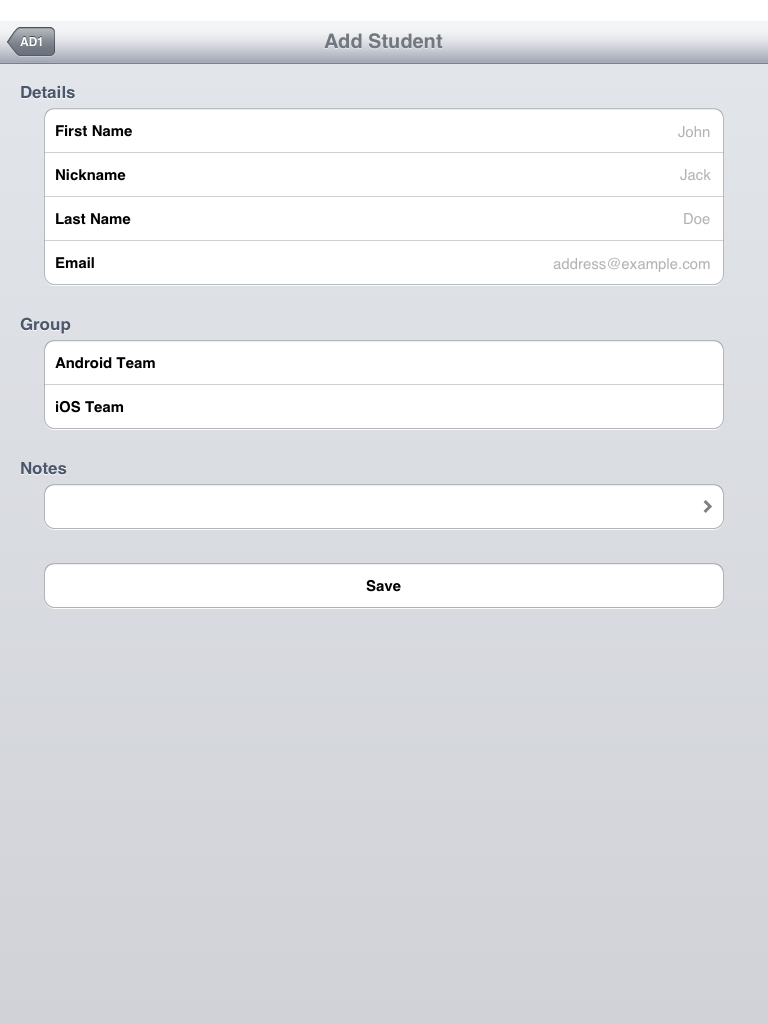 AD1
Add Student
Details
First Name John
Nickname Jack
Last Name Doe
Email address@example.com
Group
Android Team
iOS Team
Notes
Save